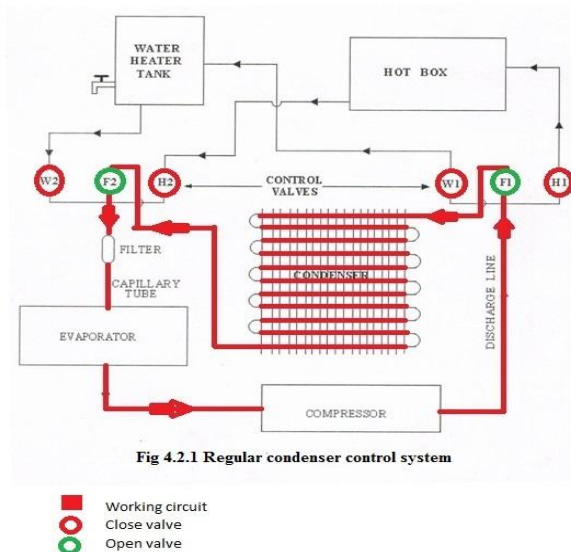 WATER
HEATER
TANK
HOT BOX
W2
F2
H2
CONTROL
VALVES
W1
F1
H1
FILTER
CAPILLARY
TUBE
CONDENSER
DISCHARGE LINE
EVAPORATOR
COMPRESSOR
Fig 4.2.1 Regular condenser control system
Working circuit
Close valve
Open valve